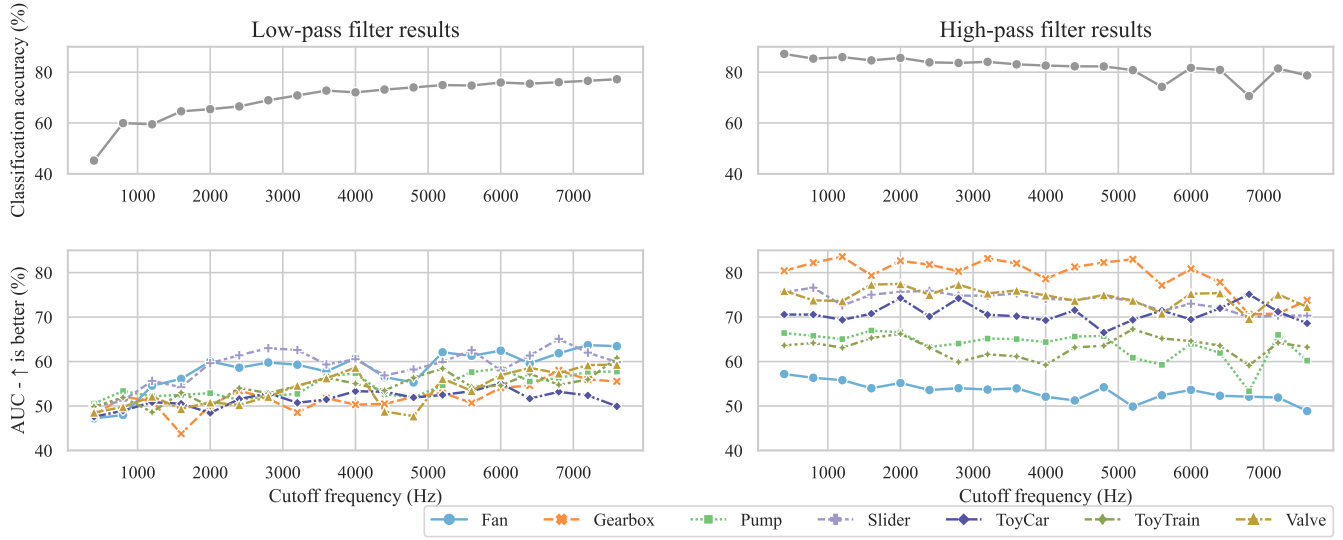 Low-pass filter results
High-pass filter results
Classification accuracy (%)
80
60
40
1000 2000 3000 4000 5000 6000 7000
80
60
40
1000 2000 3000 4000 5000 6000 7000
AUC - ↑ is better (%)
80
70
60
50
40
1000 2000 3000 4000 5000 6000 7000
Cutoff frequency (Hz)
80
70
60
50
40
1000 2000 3000 4000 5000 6000 7000
Cutoff frequency (Hz)
Fan Gearbox Pump Slider ToyCar ToyTrain Valve